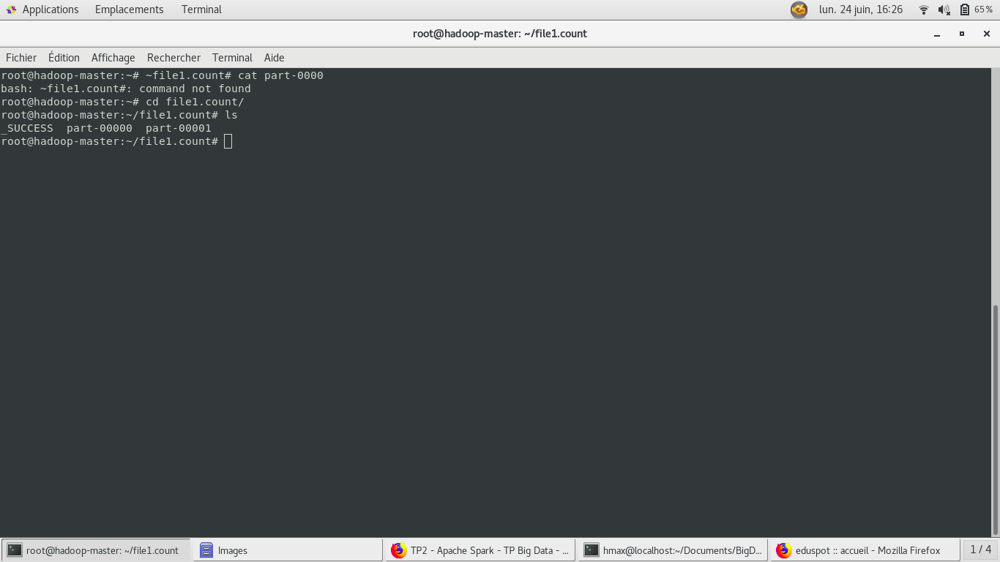 Applications Emplacements Terminal lun. 24 juin, 16:26 65 %
root@hadoop-master: ~/file1.count
Fichier Édition Affichage Rechercher Terminal Aide
root@hadoop-master:~# ~file1.count# cat part-0000
bash: ~file1.count#: command not found
root@hadoop-master:~# cd file1.count/
root@hadoop-master:~/file1.count# ls
_SUCCESS  part-00000  part-00001
root@hadoop-master:~/file1.count#
root@hadoop-master: ~/file1.count Images TP2 - Apache Spark - TP Big Data - ... hmax@localhost:~/Documents/BigD... eduspot :: accueil - Mozilla Firefox 1 / 4